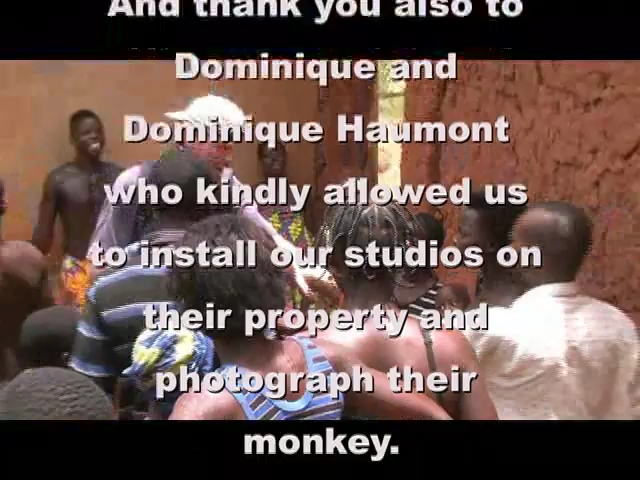 And thank you also to
Dominique and
Dominique Haumont
who kindly allowed us
to install our studios on
their property and
photograph their
monkey.